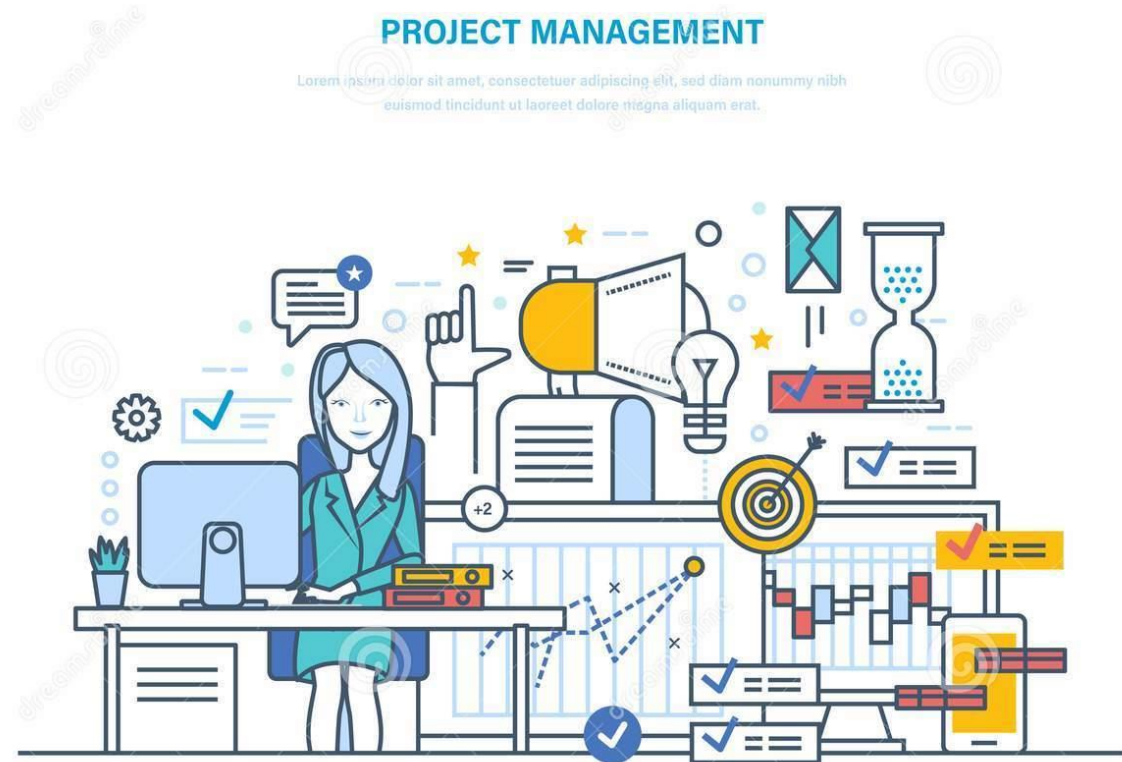 PROJECT MANAGEMENT
Lorem ipsum dolor sit amet, consectetuer adipiscing elit, sed diam nonummy nibh
euismod tincidunt ut laoreet dolore magna aliquam erat.
+2